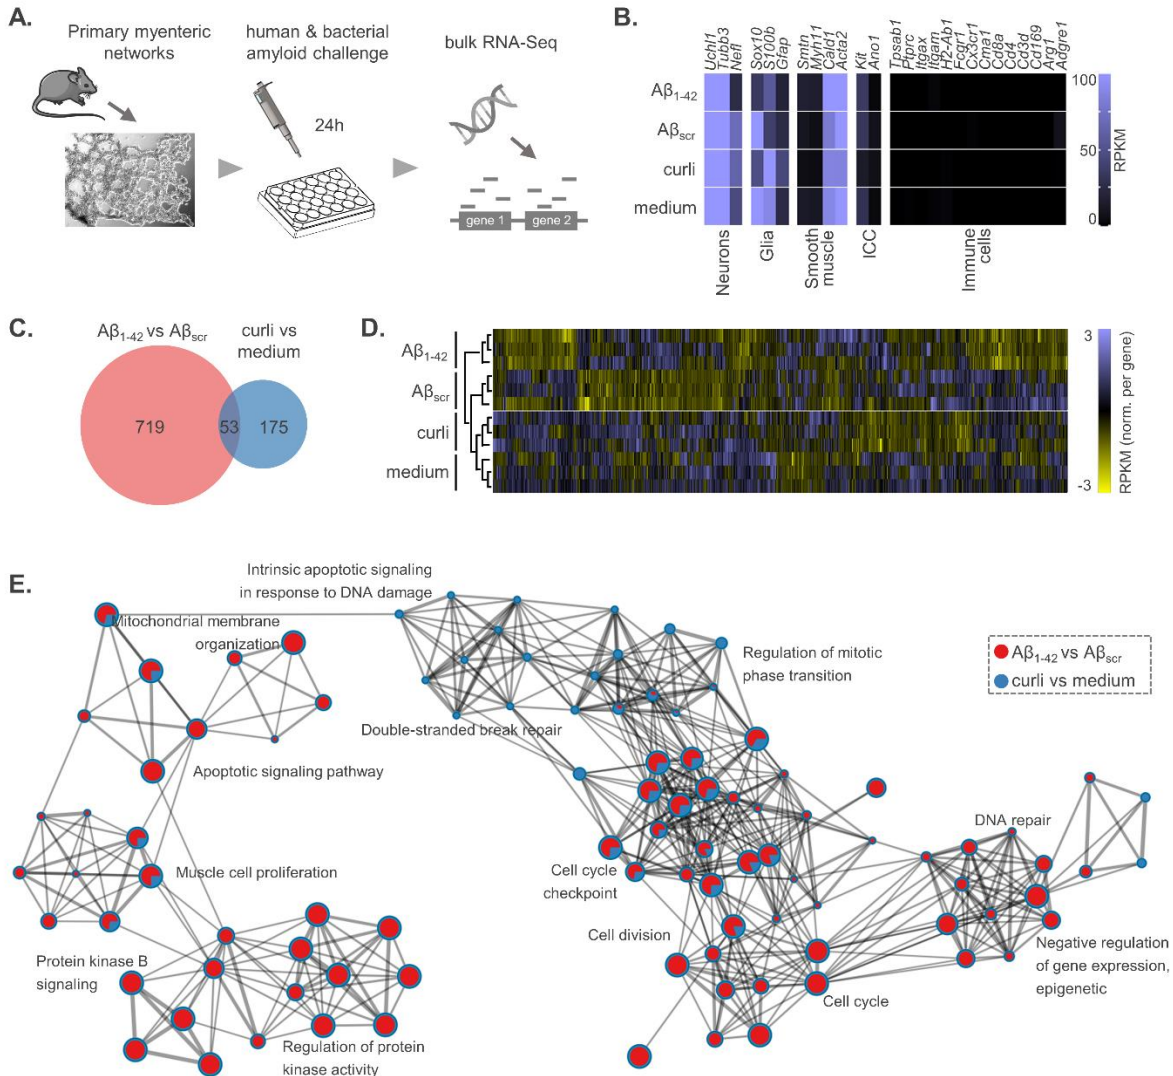 A.
Primary myenteric
networks
human & bacterial
amyloid challenge
24h
bulk RNA-Seq
gene 1
gene 2
B.
Uchl1
Tubb3
Nefl
Sox10
S100b
Gfap
Smtn
Myh11
Cald1
Acta2
Kit
Ano1
Tpsab1
Ptprc
Itgax
Itgam
H2-Ab1
Fcgr1
Cx3cr1
Cma1
Cd8a
Cd4
Cd3d
Cd169
Arg1
Adgre1
Aβ1-42
Aβscr
curli
medium
100
50
0
RPKM
Neurons
Glia
Smooth
muscle
ICC
Immune
cells
C.
Aβ1-42 vs Aβscr
curli vs
medium
719
53
175
D.
Aβ1-42
Aβscr
curli
medium
3
-3
RPKM (norm. per gene)
E.
Intrinsic apoptotic signaling
in response to DNA damage
Mitochondrial membrane
organization
Regulation of mitotic
phase transition
Aβ1-42 vs Aβscr
curli vs medium
Double-stranded break repair
Apoptotic signaling pathway
DNA repair
Muscle cell proliferation
Cell cycle
checkpoint
Cell division
Protein kinase B
signaling
Negative regulation
of gene expression,
epigenetic
Cell cycle
Regulation of protein
kinase activity